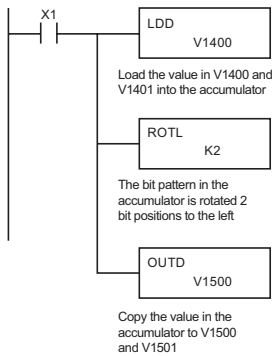 X1
LDD
V1400
Load the value in V1400 and
V1401 into the accumulator
ROTL
K2
The bit pattern in the
accumulator is rotated 2
bit positions to the left
OUTD
V1500
Copy the value in the
accumulator to V1500
and V1501